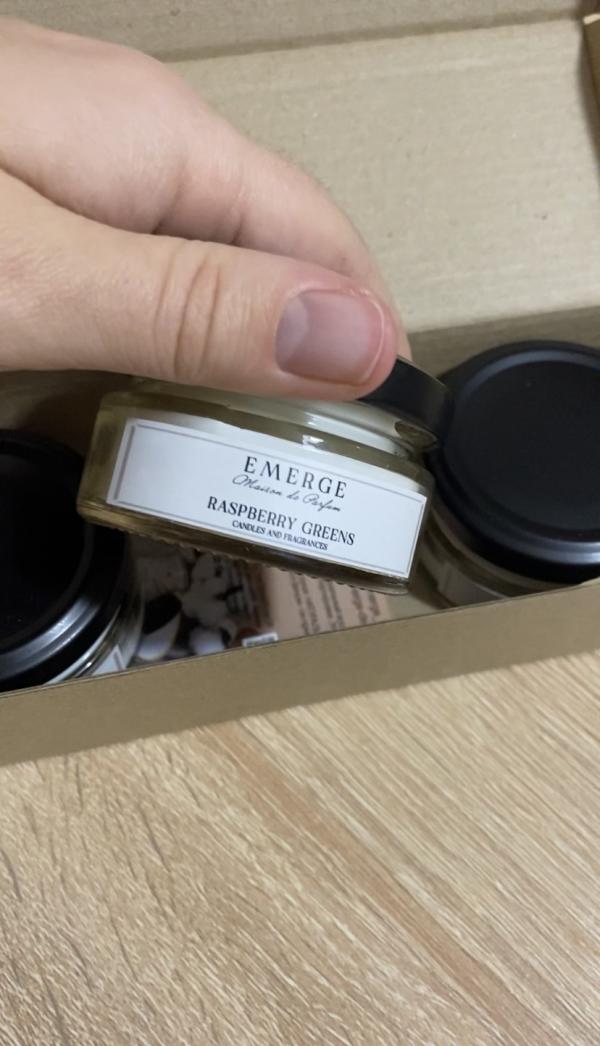 EMERGE
Maison de Parfum
RASPBERRY GREENS
CANDLES AND FRAGRANCES